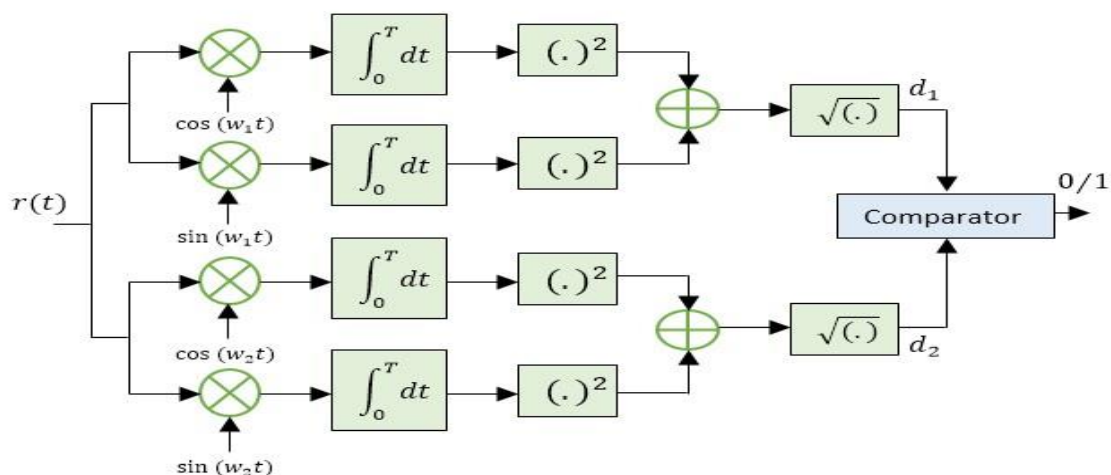 ∫₀ᵀ dt
(.)²
cos (w₁t)
d₁
√(.)
∫₀ᵀ dt
(.)²
0/1
r(t)
Comparator
sin (w₁t)
∫₀ᵀ dt
(.)²
√(.)
cos (w₂t)
d₂
∫₀ᵀ dt
(.)²
sin (w₂t)